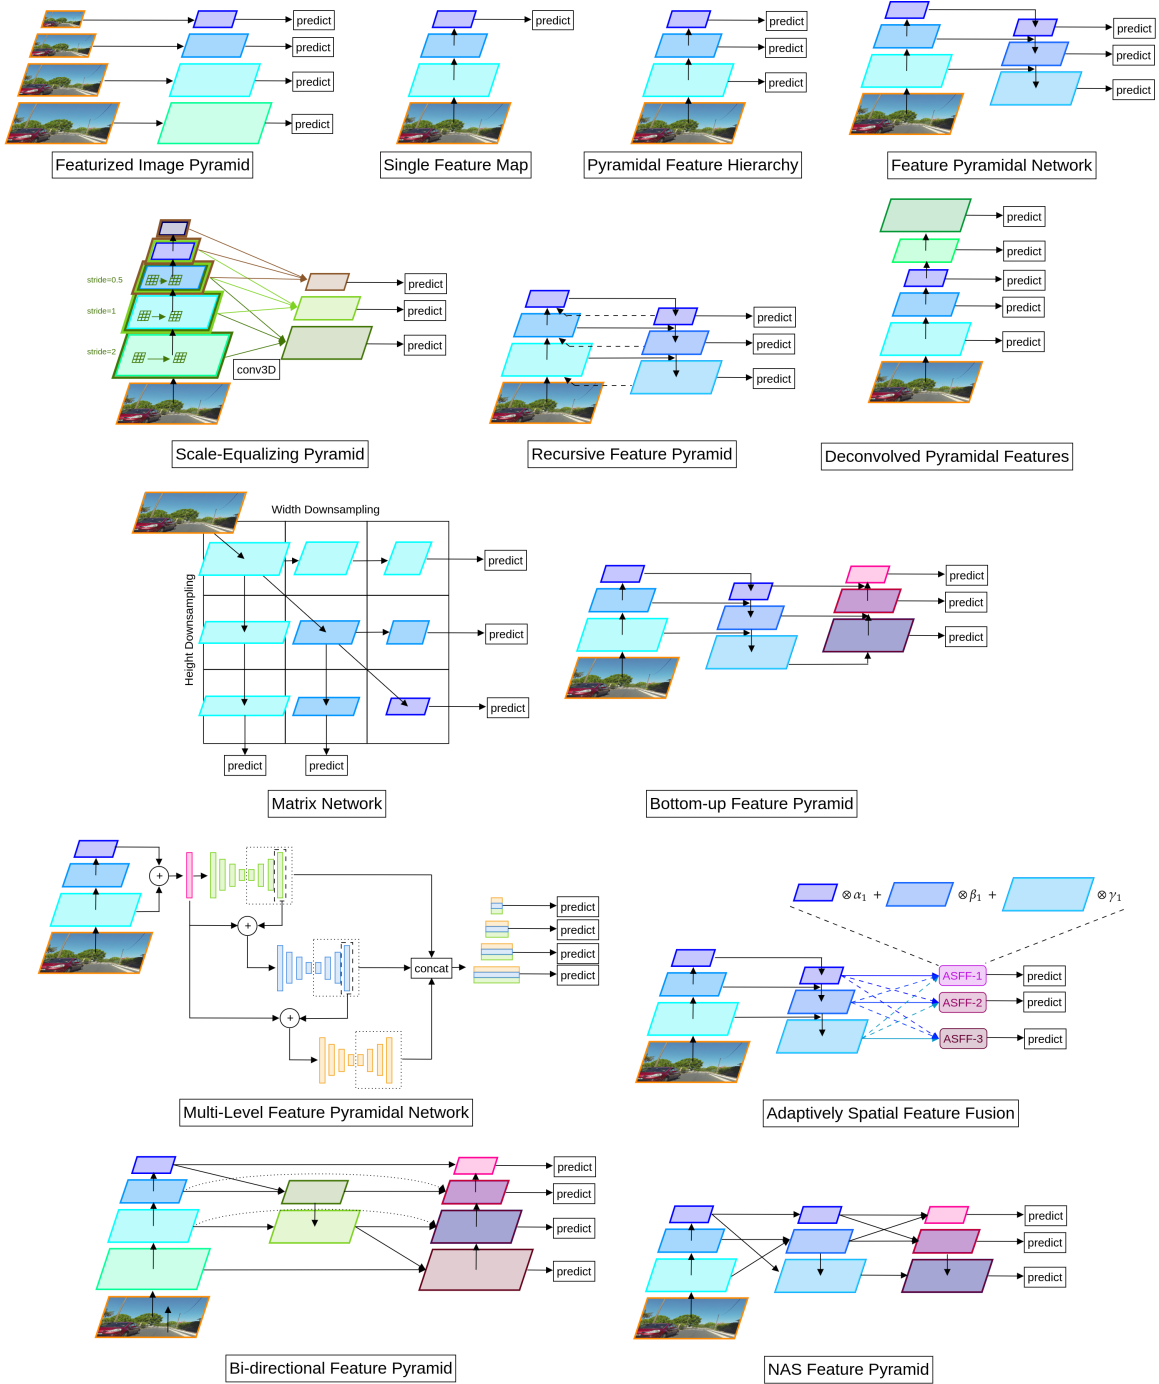 predict
predict
predict
predict
Featurized Image Pyramid
predict
Single Feature Map
predict
predict
predict
Pyramidal Feature Hierarchy
predict
predict
predict
Feature Pyramidal Network
stride=0.5
stride=1
stride=2
conv3D
predict
predict
predict
Scale-Equalizing Pyramid
predict
predict
predict
Recursive Feature Pyramid
predict
predict
predict
predict
predict
Deconvolved Pyramidal Features
Width Downsampling
Height Downsampling
predict
predict
predict
predict
predict
Matrix Network
predict
predict
predict
Bottom-up Feature Pyramid
+
+
+
concat
predict
predict
predict
predict
Multi-Level Feature Pyramidal Network
⊗α₁ + ⊗β₁ + ⊗γ₁
ASFF-1
predict
ASFF-2
predict
ASFF-3
predict
Adaptively Spatial Feature Fusion
predict
predict
predict
predict
Bi-directional Feature Pyramid
predict
predict
predict
NAS Feature Pyramid